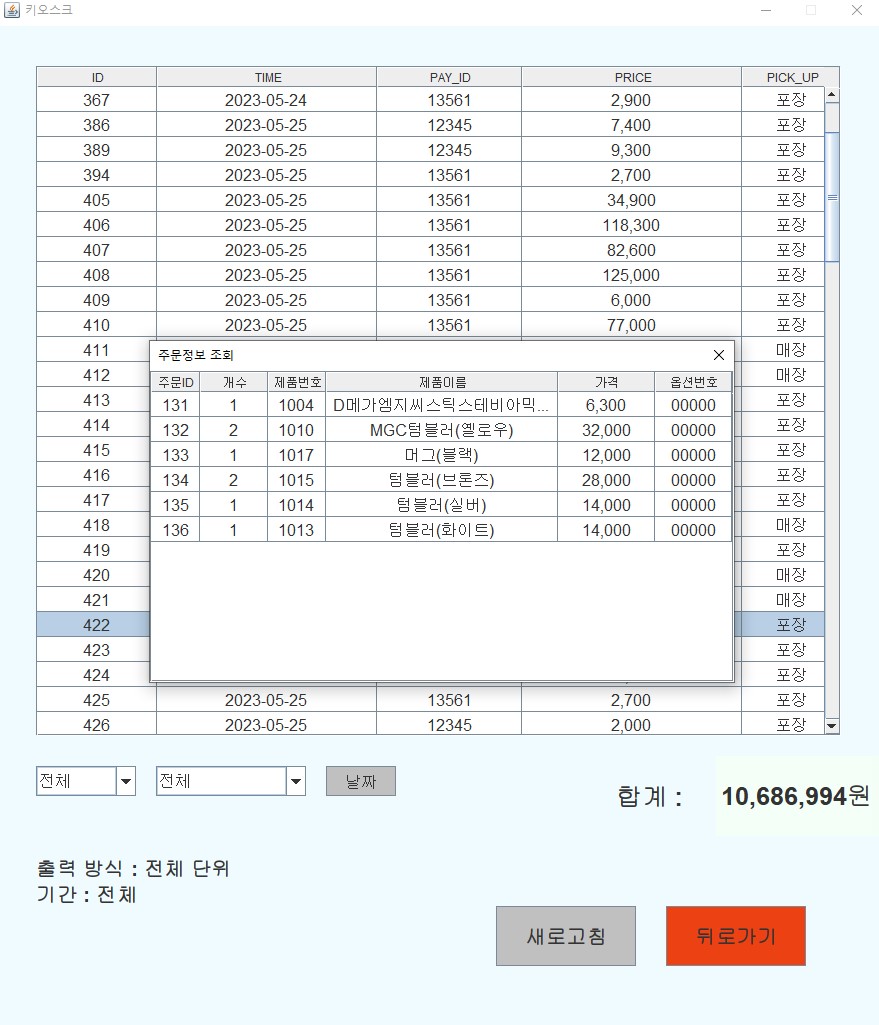 키오스크
ID TIME PAY_ID PRICE PICK_UP
367 2023-05-24 13561 2,900 포장
386 2023-05-25 12345 7,400 포장
389 2023-05-25 12345 9,300 포장
394 2023-05-25 13561 2,700 포장
405 2023-05-25 13561 34,900 포장
406 2023-05-25 13561 118,300 포장
407 2023-05-25 13561 82,600 포장
408 2023-05-25 13561 125,000 포장
409 2023-05-25 13561 6,000 포장
410 2023-05-25 13561 77,000 포장
411 매장
412 매장
413 포장
414 포장
415 포장
416 포장
417 포장
418 매장
419 포장
420 매장
421 매장
422 포장
423 포장
424 포장
425 2023-05-25 13561 2,700 포장
426 2023-05-25 12345 2,000 포장
주문정보 조회
주문ID 개수 제품번호 제품이름 가격 옵션번호
131 1 1004 D메가엠지씨스틱스테비아믹... 6,300 00000
132 2 1010 MGC텀블러(옐로우) 32,000 00000
133 1 1017 머그(블랙) 12,000 00000
134 2 1015 텀블러(브론즈) 28,000 00000
135 1 1014 텀블러(실버) 14,000 00000
136 1 1013 텀블러(화이트) 14,000 00000
전체 전체 날짜
합계 : 10,686,994원
출력 방식 : 전체 단위
기간 : 전체
새로고침 뒤로가기